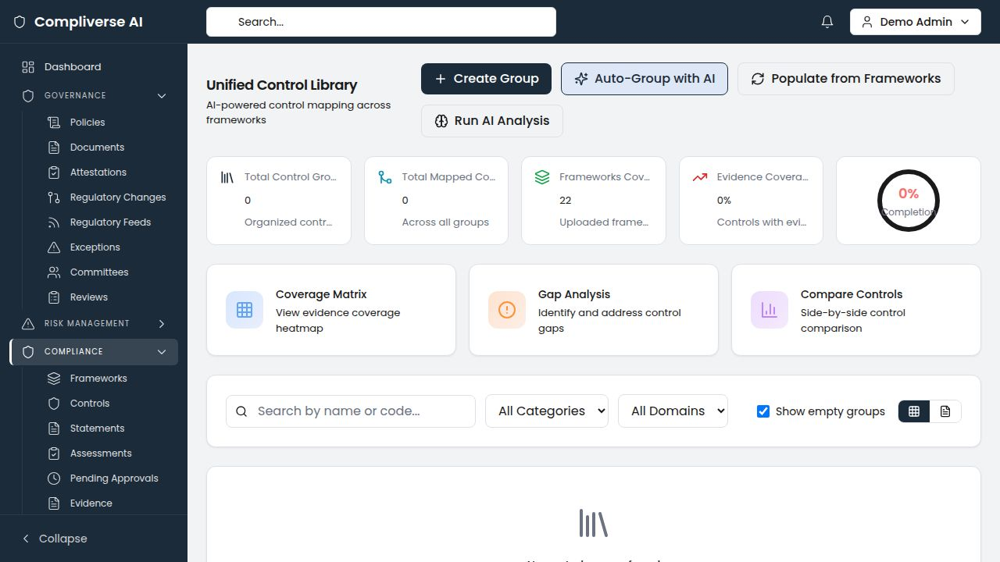 Compliverse AI
Search...
Demo Admin
Dashboard
GOVERNANCE
Policies
Documents
Attestations
Regulatory Changes
Regulatory Feeds
Exceptions
Committees
Reviews
RISK MANAGEMENT
COMPLIANCE
Frameworks
Controls
Statements
Assessments
Pending Approvals
Evidence
Collapse
Unified Control Library
AI-powered control mapping across
frameworks
Create Group
Auto-Group with AI
Populate from Frameworks
Run AI Analysis
Total Control Gro...
0
Organized contr...
Total Mapped Co...
0
Across all groups
Frameworks Cov...
22
Uploaded frame...
Evidence Covera...
0%
Controls with evi...
0%
Completion
Coverage Matrix
View evidence coverage
heatmap
Gap Analysis
Identify and address control
gaps
Compare Controls
Side-by-side control
comparison
Search by name or code...
All Categories
All Domains
Show empty groups